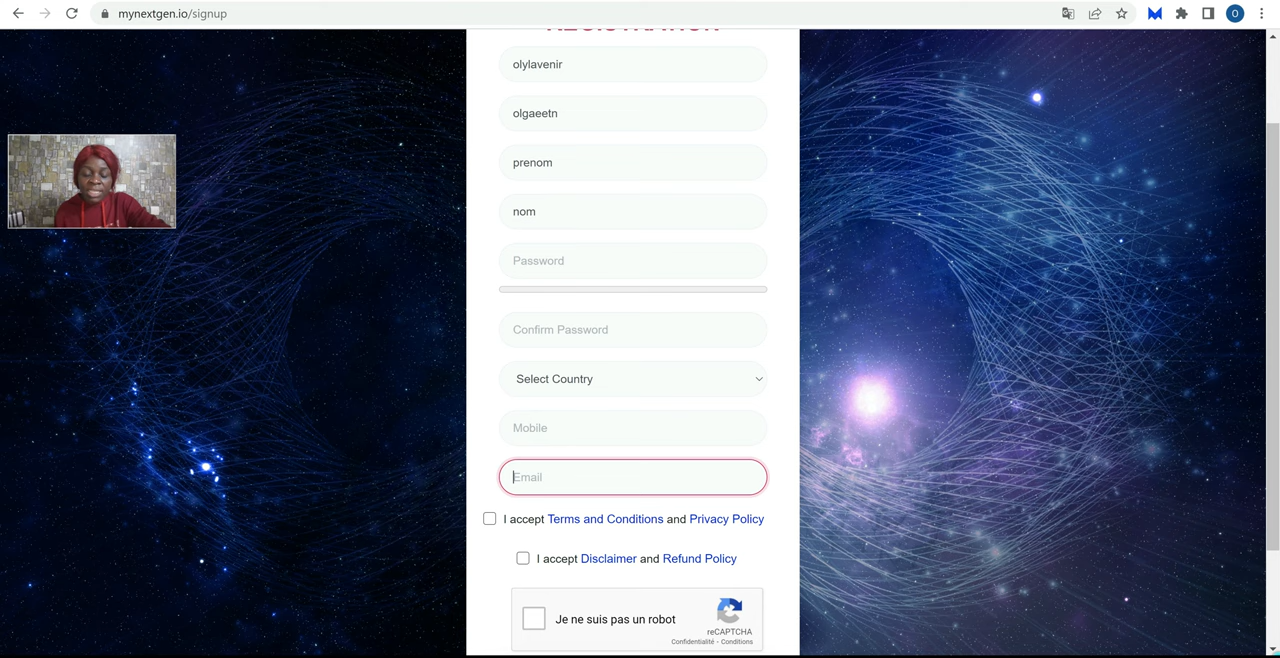 mynextgen.io/signup
O
REGISTRATION
olylavenir
olgaeetn
prenom
nom
Password
Confirm Password
Select Country
Mobile
Email
I accept Terms and Conditions and Privacy Policy
I accept Disclaimer and Refund Policy
Je ne suis pas un robot
reCAPTCHA
Confidentialité - Conditions